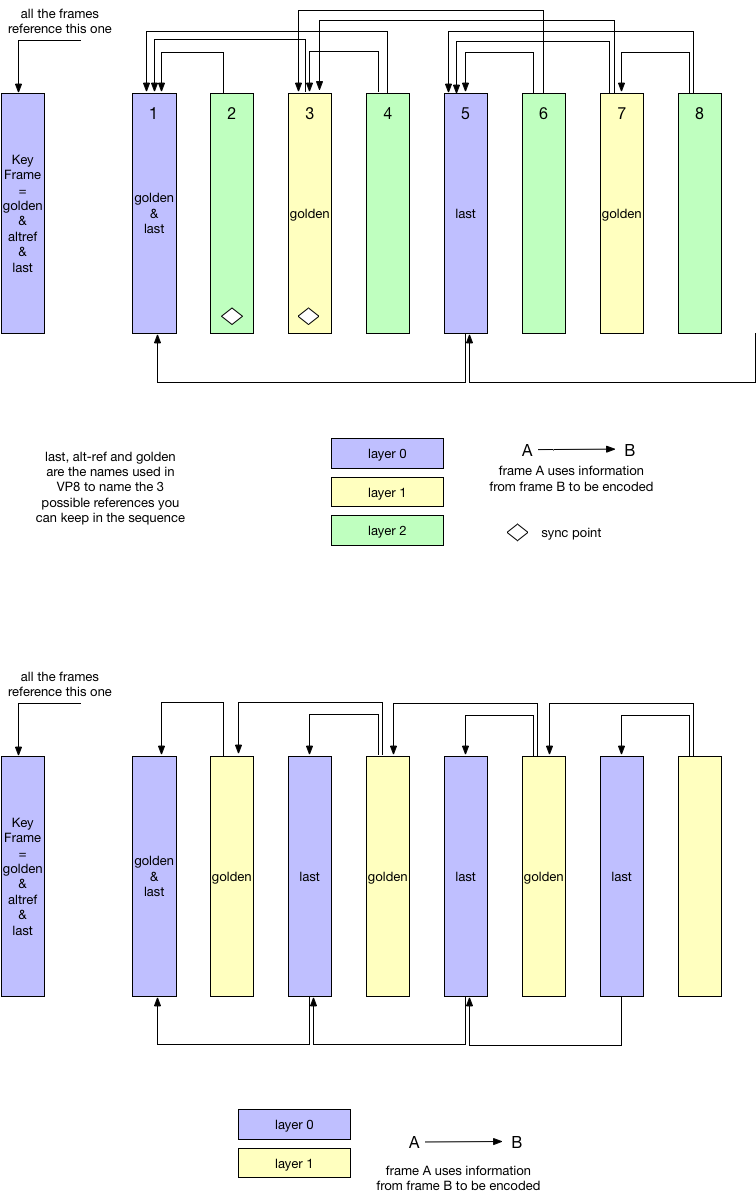 all the frames
reference this one
1
2
3
4
5
6
7
8
Key
Frame
=
golden
&
altref
&
last
golden
&
last
golden
last
golden
last, alt-ref and golden
are the names used in
VP8 to name the 3
possible references you
can keep in the sequence
layer 0
layer 1
layer 2
A B
frame A uses information
from frame B to be encoded
sync point
all the frames
reference this one
Key
Frame
=
golden
&
altref
&
last
golden
&
last
golden
last
golden
last
golden
last
layer 0
layer 1
A B
frame A uses information
from frame B to be encoded